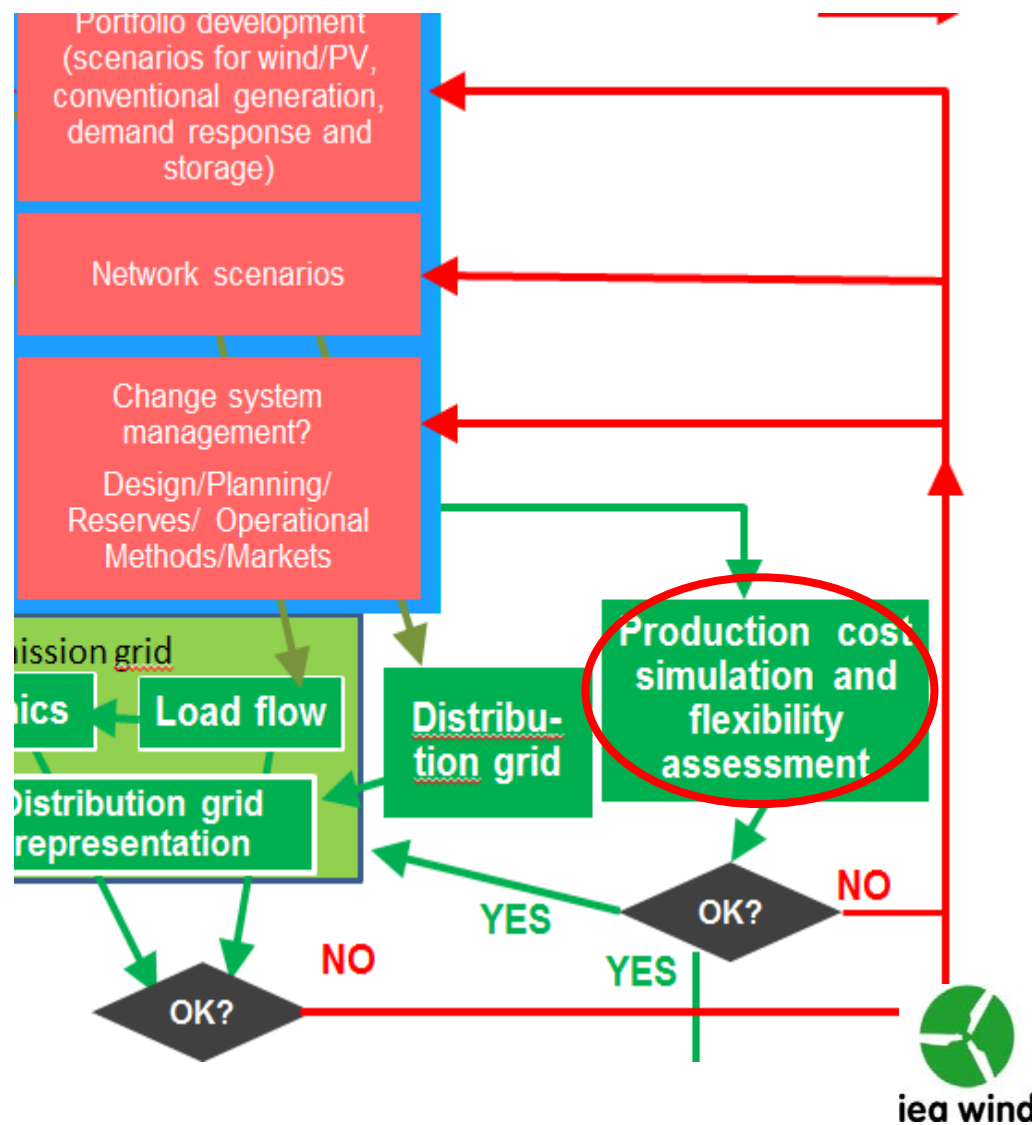 Portfolio development
(scenarios for wind/PV,
conventional generation,
demand response and
storage)
Network scenarios
Change system
management?
Design/Planning/
Reserves/ Operational
Methods/Markets
ission grid
nics
Load flow
Distribu-
tion grid
Production cost
simulation and
flexibility
assessment
Distribution grid
representation
YES
OK?
NO
YES
NO
OK?
iea wind